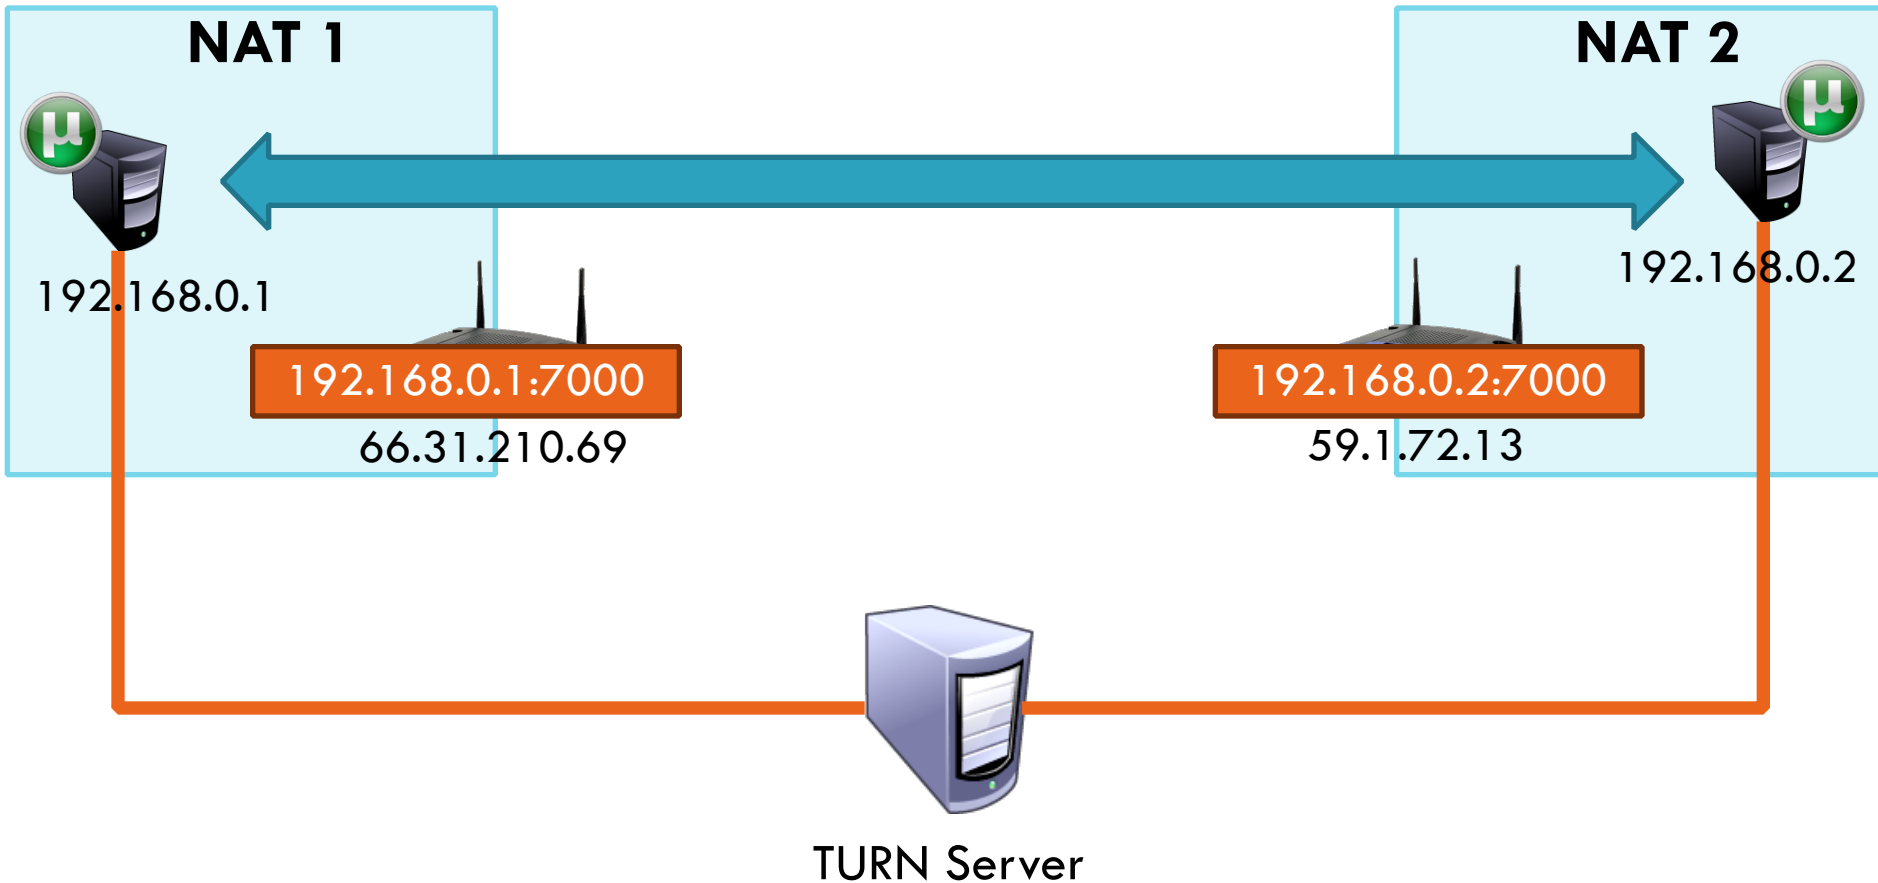 NAT 1
NAT 2
µ
µ
192.168.0.1
192.168.0.2
192.168.0.1:7000
192.168.0.2:7000
66.31.210.69
59.1.72.13
TURN Server